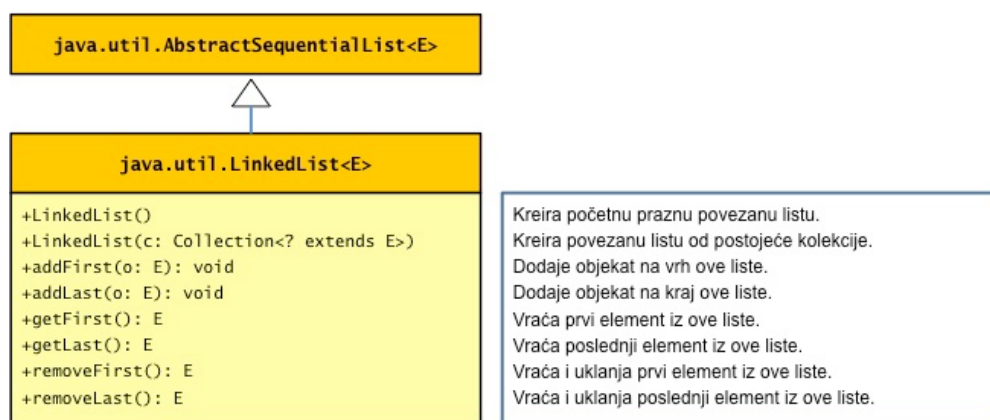 java.util.AbstractSequentialList<E>
java.util.LinkedList<E>
+LinkedList()
+LinkedList(c: Collection<? extends E>)
+addFirst(o: E): void
+addLast(o: E): void
+getFirst(): E
+getLast(): E
+removeFirst(): E
+removeLast(): E
Kreira početnu praznu povezanu listu.
Kreira povezanu listu od postojeće kolekcije.
Dodaje objekat na vrh ove liste.
Dodaje objekat na kraj ove liste.
Vraća prvi element iz ove liste.
Vraća poslednji element iz ove liste.
Vraća i uklanja prvi element iz ove liste.
Vraća i uklanja poslednji element iz ove liste.